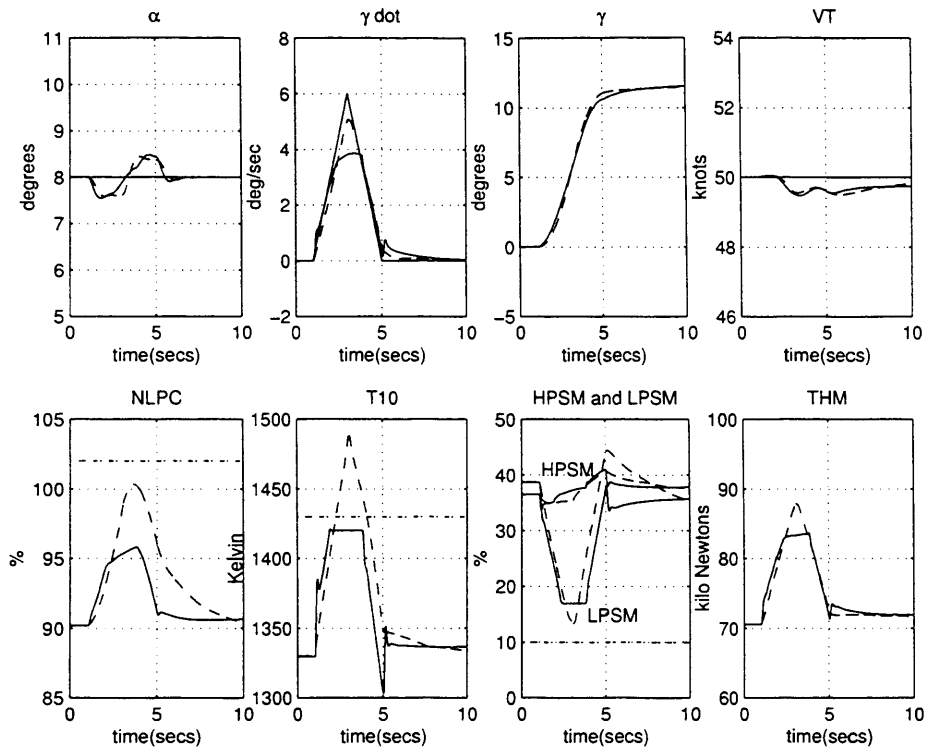 α
degrees
11
10
9
8
7
6
5
0
5
10
time(secs)
γ dot
deg/sec
8
6
4
2
0
−2
0
5
10
time(secs)
γ
degrees
15
10
5
0
−5
0
5
10
time(secs)
VT
knots
54
52
50
48
46
0
5
10
time(secs)
NLPC
%
105
100
95
90
85
0
5
10
time(secs)
T10
Kelvin
1500
1450
1400
1350
1300
0
5
10
time(secs)
HPSM and LPSM
%
50
40
30
20
10
0
HPSM
LPSM
0
5
10
time(secs)
THM
kilo Newtons
100
90
80
70
60
0
5
10
time(secs)